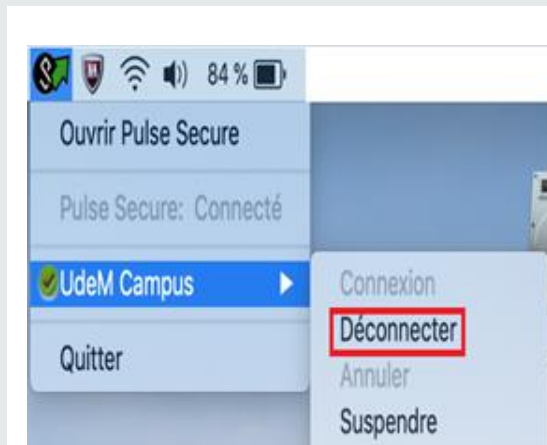 84 %
Ouvrir Pulse Secure
Pulse Secure: Connecté
UdeM Campus
Quitter
Connexion
Déconnecter
Annuler
Suspendre